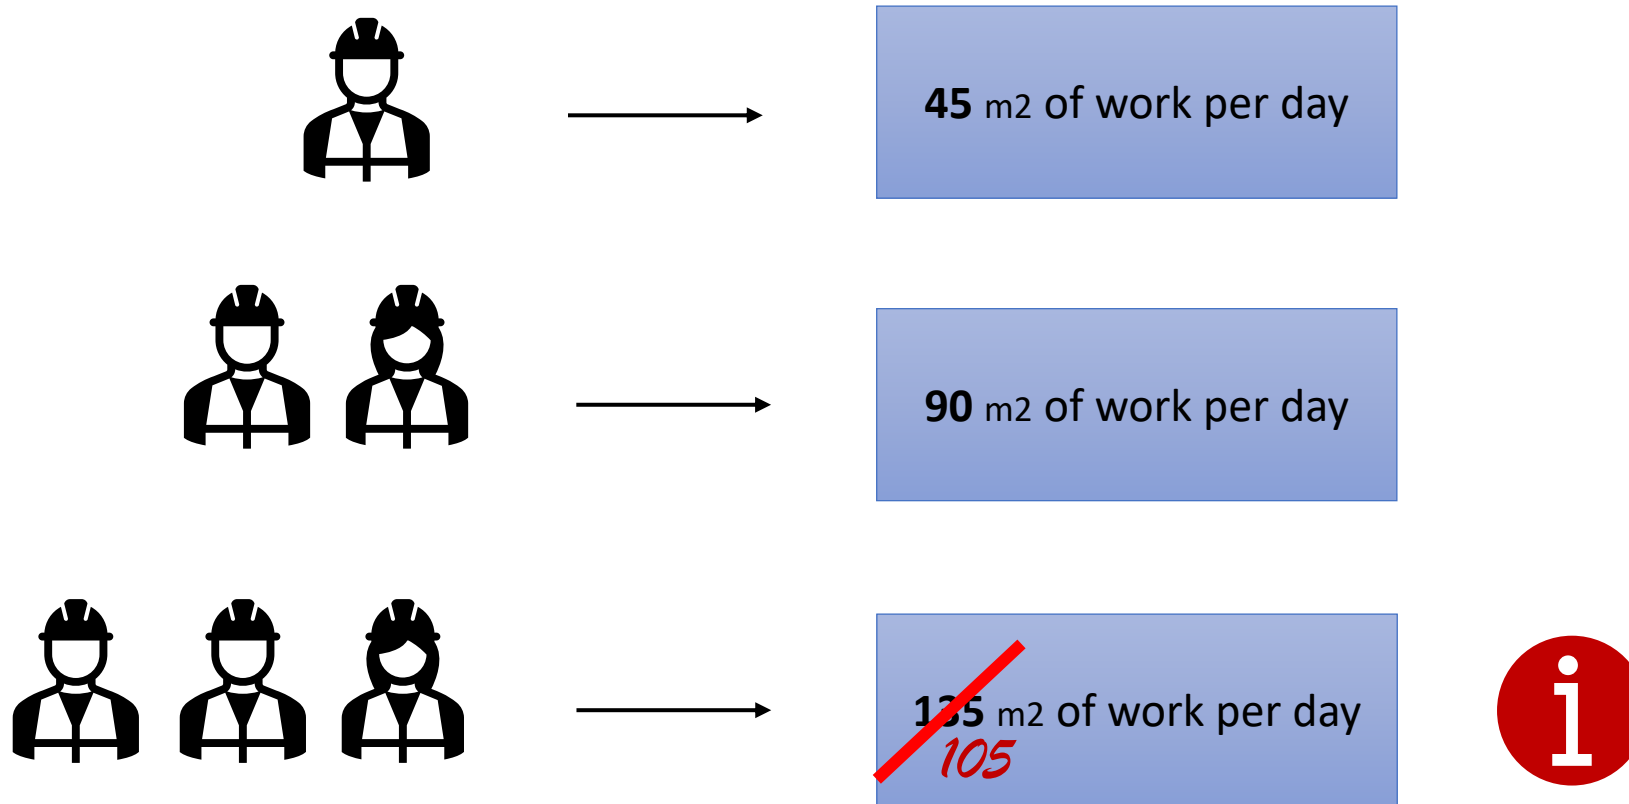 45 m2 of work per day
90 m2 of work per day
135 m2 of work per day
105
i